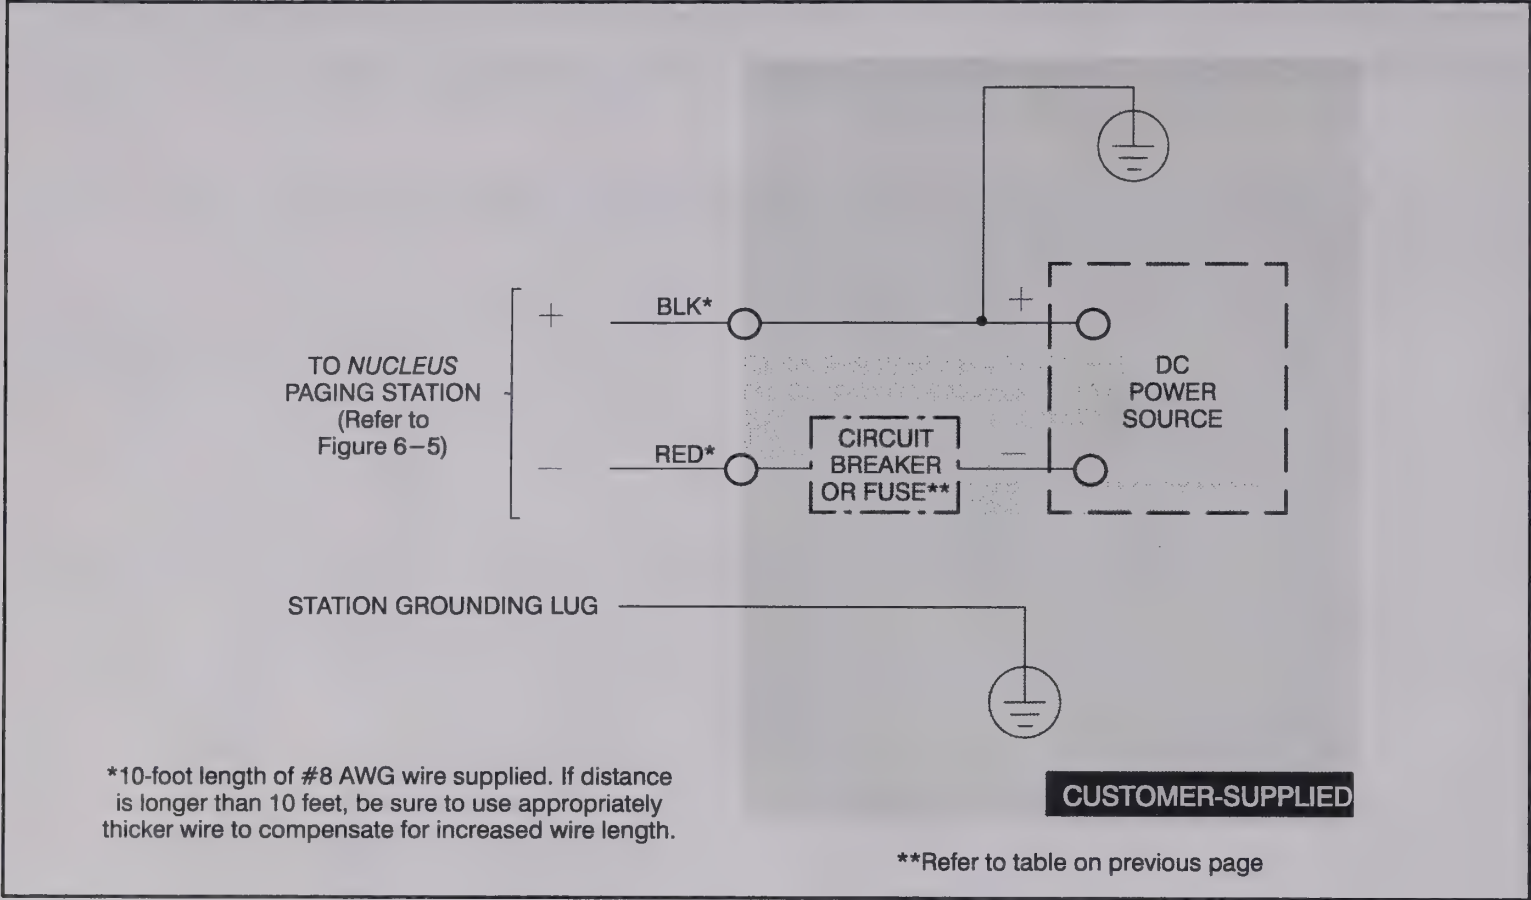 +
BLK*
+
TO NUCLEUS
PAGING STATION
(Refer to
Figure 6–5)
DC
POWER
SOURCE
–
RED*
CIRCUIT
BREAKER
OR FUSE**
–
STATION GROUNDING LUG
*10-foot length of #8 AWG wire supplied. If distance
is longer than 10 feet, be sure to use appropriately
thicker wire to compensate for increased wire length.
CUSTOMER-SUPPLIED
**Refer to table on previous page